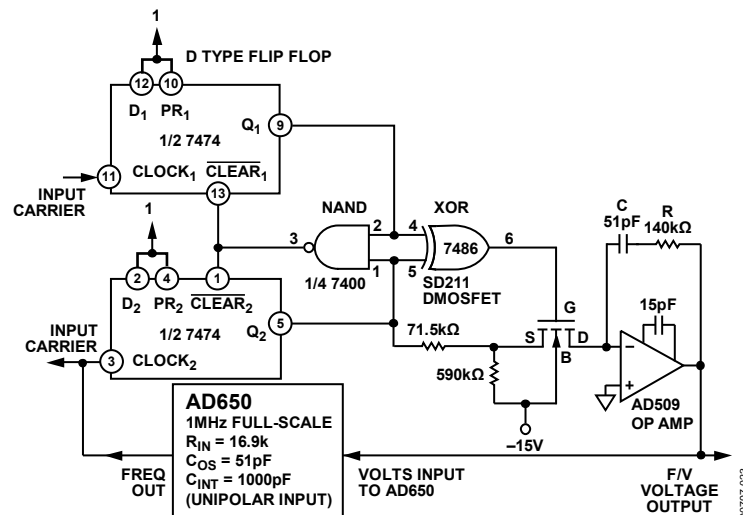 1
D TYPE FLIP FLOP
12 10
D1 PR1
Q1 9
1/2 7474
11 CLOCK1 CLEAR1
INPUT
CARRIER
13
1
NAND
XOR
3 2 4 7486 6
1 5
1/4 7400
SD211
DMOSFET
C
51pF
R
140kΩ
2 4 1
D2 PR2 CLEAR2
1/2 7474
Q2 5
INPUT
CARRIER
3 CLOCK2
71.5kΩ
590kΩ
G
S D
B
15pF
–
+
AD509
OP AMP
–15V
AD650
1MHz FULL-SCALE
RIN = 16.9k
COS = 51pF
CINT = 1000pF
(UNIPOLAR INPUT)
FREQ
OUT
VOLTS INPUT
TO AD650
F/V
VOLTAGE
OUTPUT